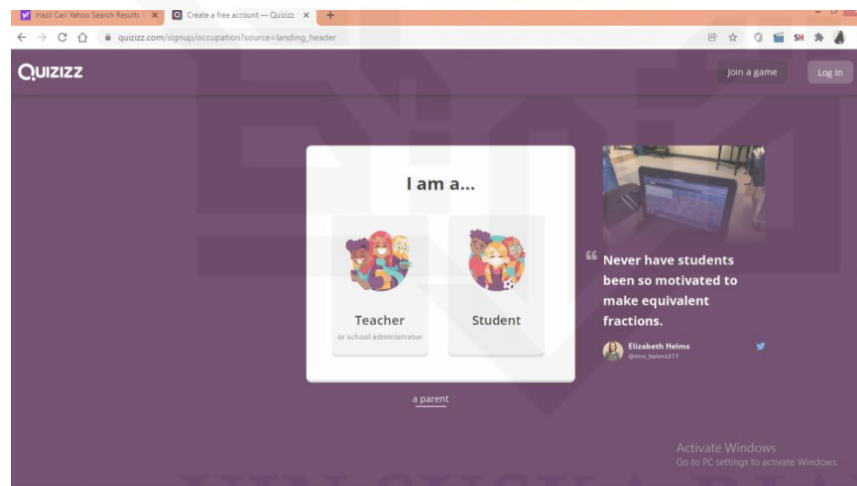 Hasil Cari Yahoo Search Results
Create a free account — Quizizz
quizizz.com/signup/occupation?source=landing_header
SH
Quizizz
Join a game
Log In
I am a...
Teacher
or school administrator
Student
a parent
“ Never have students
been so motivated to
make equivalent
fractions.
Elizabeth Helms
@mrs_helms311
Activate Windows
Go to PC settings to activate Windows.